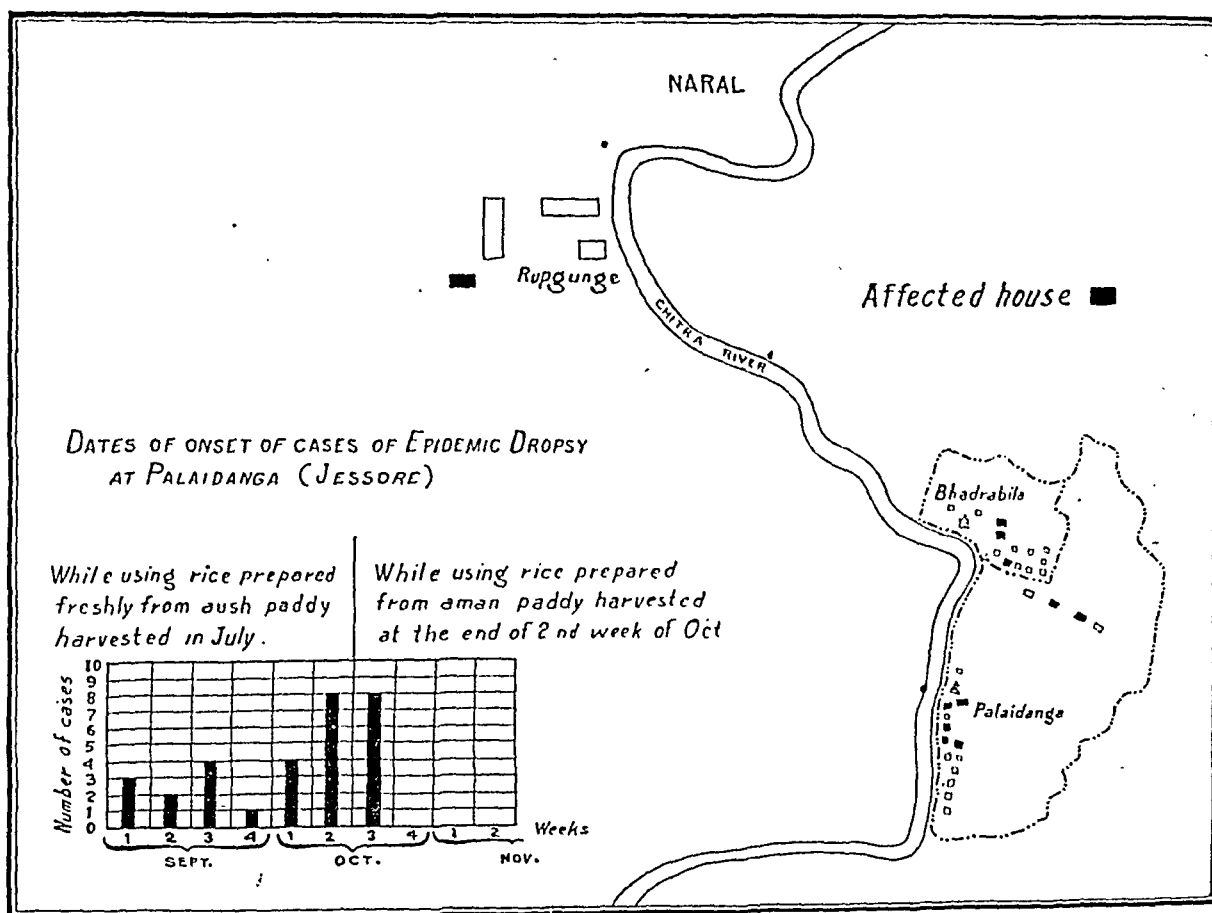 NARAL
Rupgunge
Affected house
CHITRA RIVER
DATES OF ONSET OF CASES OF EPIDEMIC DROPSY
AT PALAIDANGA (JESSORE)
Bhadrabila
While using rice prepared
freshly from aush paddy
harvested in July.
While using rice prepared
from aman paddy harvested
at the end of 2nd week of Oct
Palaidanga
Number of cases
10
9
8
7
6
5
4
3
2
1
0
1 2 3 4 1 2 3 4 1 2 Weeks
SEPT. OCT. NOV.